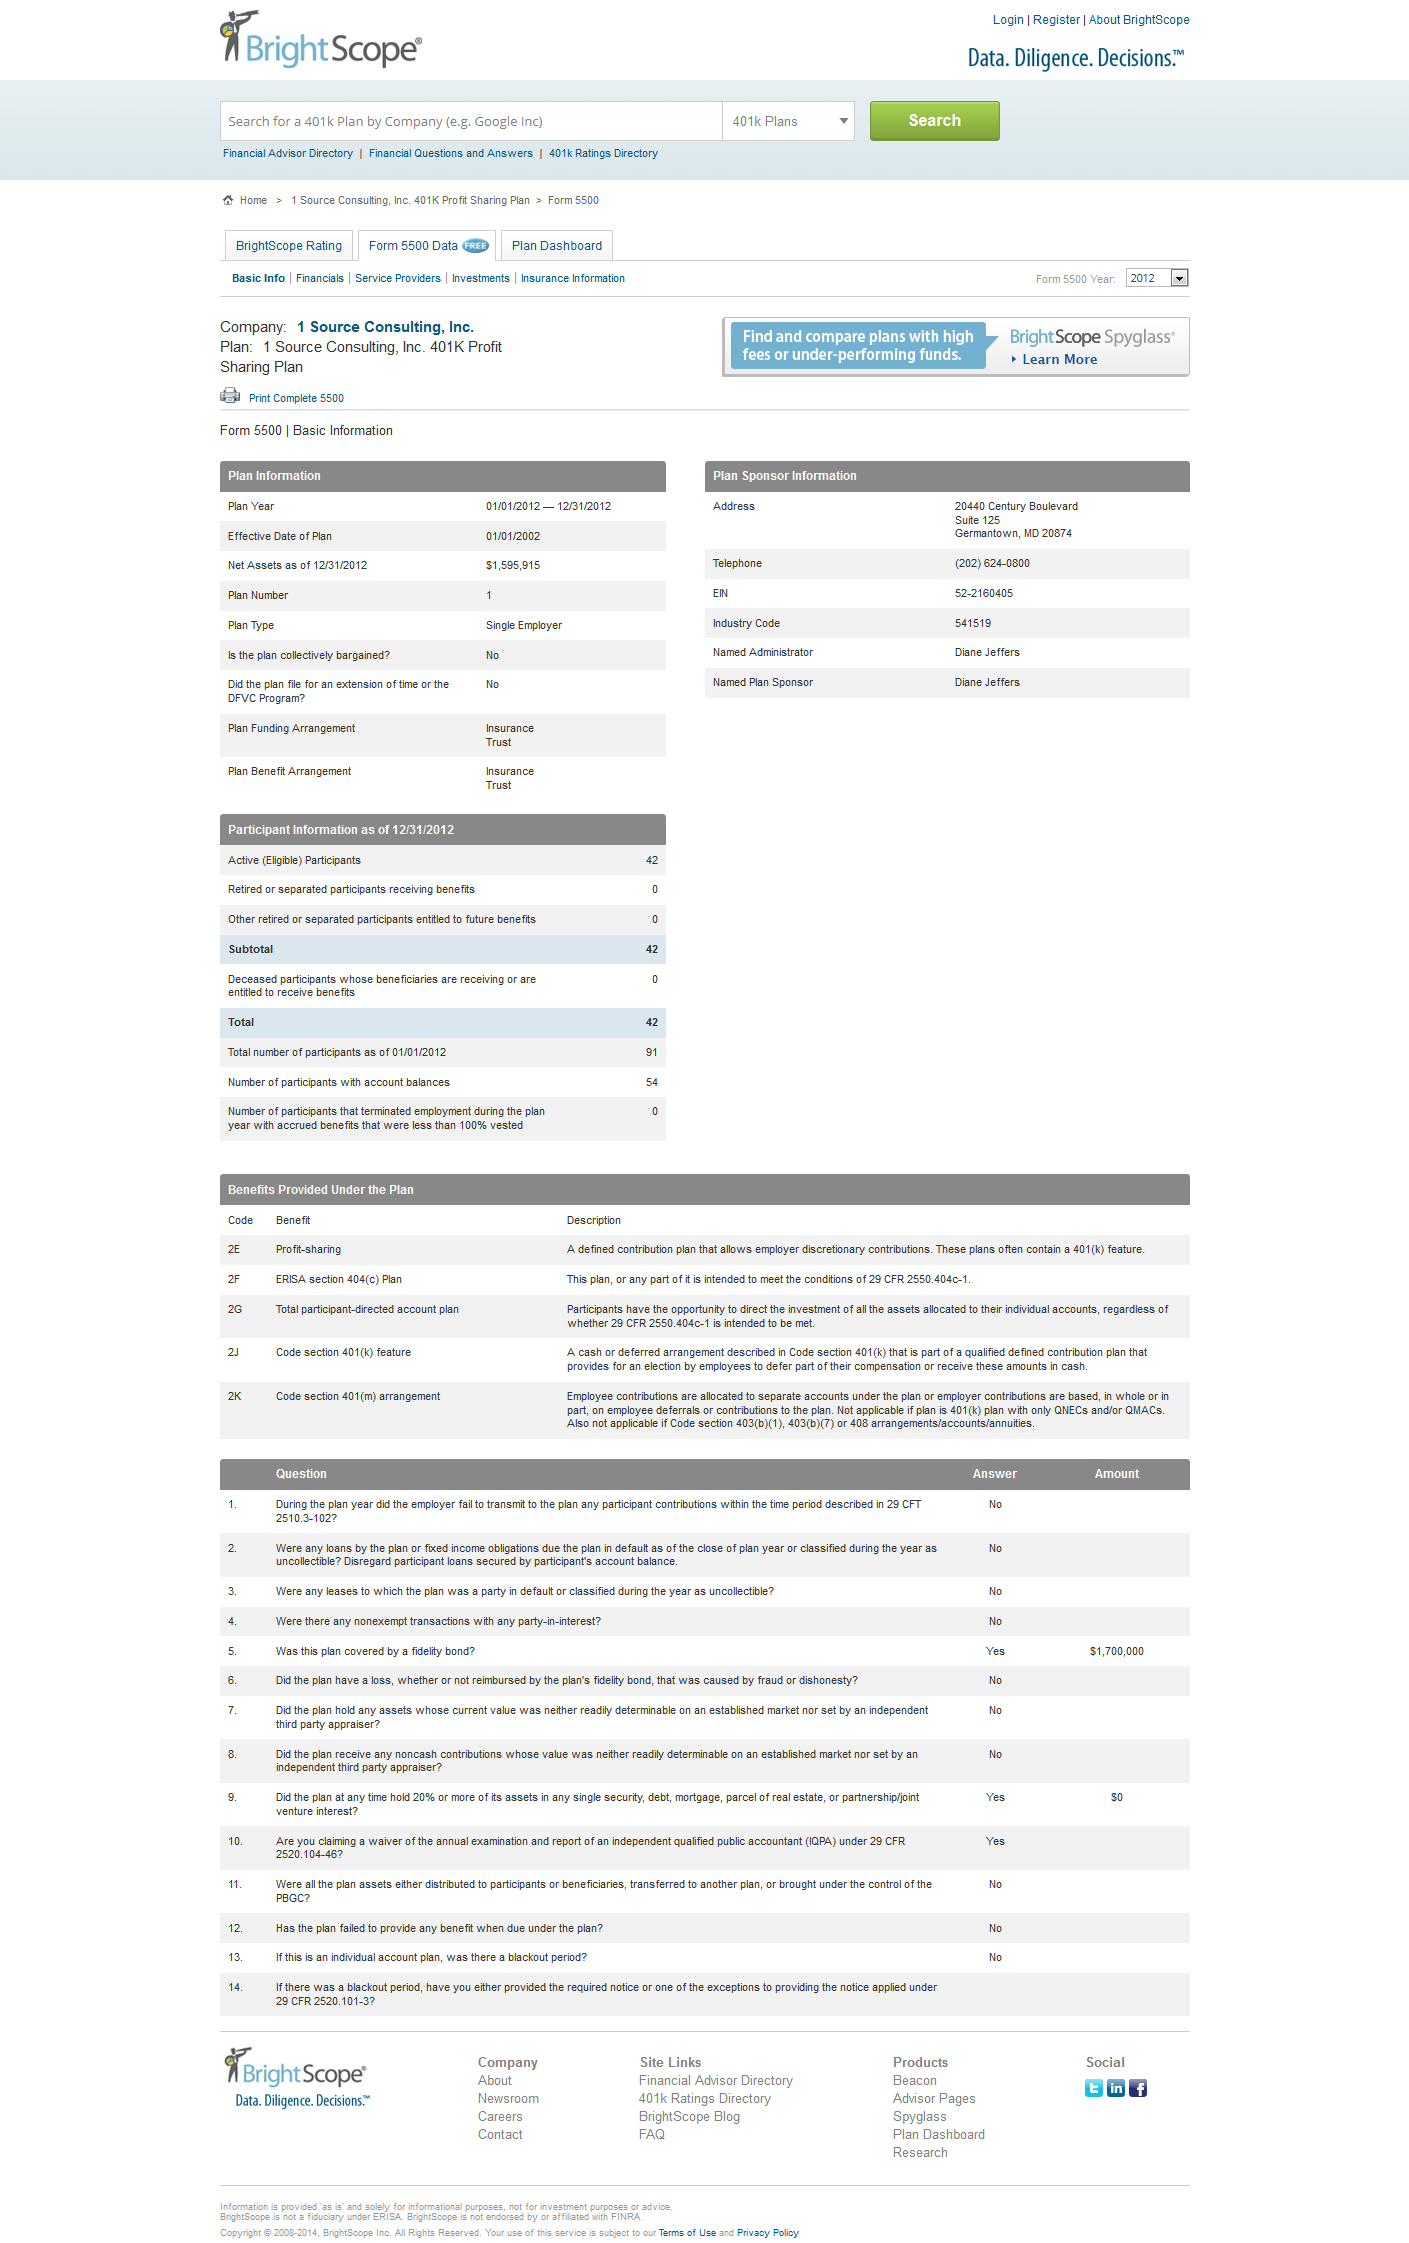 BrightScope®
Login | Register | About BrightScope
Data. Diligence. Decisions.™
Search for a 401k Plan by Company (e.g. Google Inc) 401k Plans Search
Financial Advisor Directory | Financial Questions and Answers | 401k Ratings Directory
Home > 1 Source Consulting, Inc. 401K Profit Sharing Plan > Form 5500
BrightScope Rating Form 5500 Data FREE Plan Dashboard
Basic Info | Financials | Service Providers | Investments | Insurance Information Form 5500 Year: 2012
Company: 1 Source Consulting, Inc.
Plan: 1 Source Consulting, Inc. 401K Profit
Sharing Plan
Find and compare plans with high
fees or under-performing funds.
BrightScope Spyglass®
Learn More
Print Complete 5500
Form 5500 | Basic Information
Plan Information
Plan Year 01/01/2012 — 12/31/2012
Effective Date of Plan 01/01/2002
Net Assets as of 12/31/2012 $1,595,915
Plan Number 1
Plan Type Single Employer
Is the plan collectively bargained? No
Did the plan file for an extension of time or the No
DFVC Program?
Plan Funding Arrangement Insurance
Trust
Plan Benefit Arrangement Insurance
Trust
Plan Sponsor Information
Address 20440 Century Boulevard
Suite 125
Germantown, MD 20874
Telephone (202) 624-0800
EIN 52-2160405
Industry Code 541519
Named Administrator Diane Jeffers
Named Plan Sponsor Diane Jeffers
Participant Information as of 12/31/2012
Active (Eligible) Participants 42
Retired or separated participants receiving benefits 0
Other retired or separated participants entitled to future benefits 0
Subtotal 42
Deceased participants whose beneficiaries are receiving or are 0
entitled to receive benefits
Total 42
Total number of participants as of 01/01/2012 91
Number of participants with account balances 54
Number of participants that terminated employment during the plan 0
year with accrued benefits that were less than 100% vested
Benefits Provided Under the Plan
Code Benefit Description
2E Profit-sharing A defined contribution plan that allows employer discretionary contributions. These plans often contain a 401(k) feature.
2F ERISA section 404(c) Plan This plan, or any part of it is intended to meet the conditions of 29 CFR 2550.404c-1.
2G Total participant-directed account plan Participants have the opportunity to direct the investment of all the assets allocated to their individual accounts, regardless of
whether 29 CFR 2550.404c-1 is intended to be met.
2J Code section 401(k) feature A cash or deferred arrangement described in Code section 401(k) that is part of a qualified defined contribution plan that
provides for an election by employees to defer part of their compensation or receive these amounts in cash.
2K Code section 401(m) arrangement Employee contributions are allocated to separate accounts under the plan or employer contributions are based, in whole or in
part, on employee deferrals or contributions to the plan. Not applicable if plan is 401(k) plan with only QNECs and/or QMACs.
Also not applicable if Code section 403(b)(1), 403(b)(7) or 408 arrangements/accounts/annuities.
Question Answer Amount
1. During the plan year did the employer fail to transmit to the plan any participant contributions within the time period described in 29 CFT No
2510.3-102?
2. Were any loans by the plan or fixed income obligations due the plan in default as of the close of plan year or classified during the year as No
uncollectible? Disregard participant loans secured by participant's account balance.
3. Were any leases to which the plan was a party in default or classified during the year as uncollectible? No
4. Were there any nonexempt transactions with any party-in-interest? No
5. Was this plan covered by a fidelity bond? Yes $1,700,000
6. Did the plan have a loss, whether or not reimbursed by the plan's fidelity bond, that was caused by fraud or dishonesty? No
7. Did the plan hold any assets whose current value was neither readily determinable on an established market nor set by an independent No
third party appraiser?
8. Did the plan receive any noncash contributions whose value was neither readily determinable on an established market nor set by an No
independent third party appraiser?
9. Did the plan at any time hold 20% or more of its assets in any single security, debt, mortgage, parcel of real estate, or partnership/joint Yes $0
venture interest?
10. Are you claiming a waiver of the annual examination and report of an independent qualified public accountant (IQPA) under 29 CFR Yes
2520.104-46?
11. Were all the plan assets either distributed to participants or beneficiaries, transferred to another plan, or brought under the control of the No
PBGC?
12. Has the plan failed to provide any benefit when due under the plan? No
13. If this is an individual account plan, was there a blackout period? No
14. If there was a blackout period, have you either provided the required notice or one of the exceptions to providing the notice applied under
29 CFR 2520.101-3?
BrightScope®
Data. Diligence. Decisions.™
Company
About
Newsroom
Careers
Contact
Site Links
Financial Advisor Directory
401k Ratings Directory
BrightScope Blog
FAQ
Products
Beacon
Advisor Pages
Spyglass
Plan Dashboard
Research
Social
Information is provided 'as is' and solely for informational purposes, not for investment purposes or advice.
BrightScope is not a fiduciary under ERISA. BrightScope is not endorsed by or affiliated with FINRA.
Copyright © 2008-2014, BrightScope Inc. All Rights Reserved. Your use of this service is subject to our Terms of Use and Privacy Policy